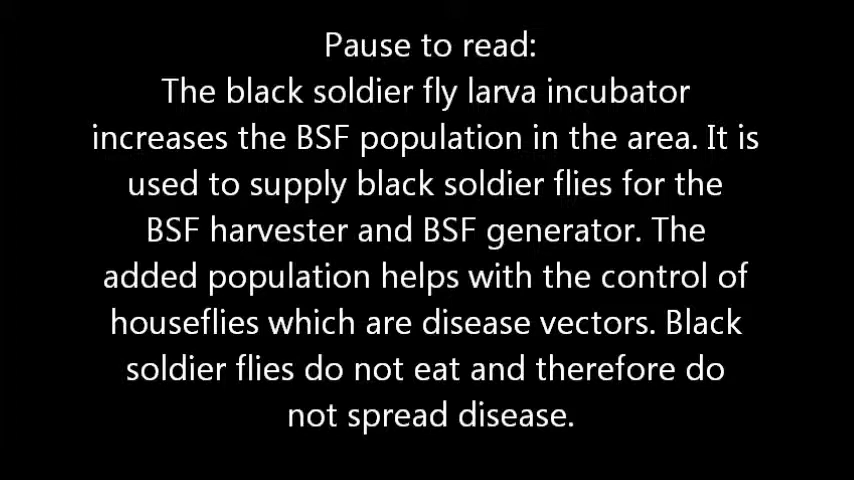 Pause to read:
The black soldier fly larva incubator
increases the BSF population in the area. It is
used to supply black soldier flies for the
BSF harvester and BSF generator. The
added population helps with the control of
houseflies which are disease vectors. Black
soldier flies do not eat and therefore do
not spread disease.